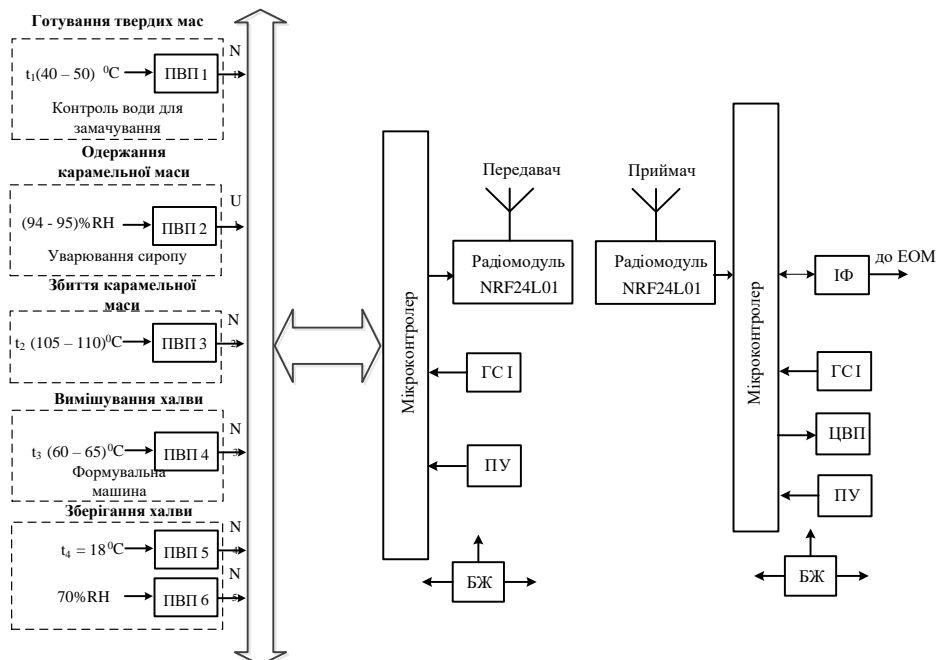 Готування твердих мас
N
t₁(40 – 50) ⁰C
ПВП 1
1
Контроль води для
замачування
Одержання
карамельної маси
U
(94 - 95)%RH
ПВП 2
1
Уварювання сиропу
Збиття карамельної
маси
N
t₂ (105 – 110)⁰C
ПВП 3
2
Вимішування халви
N
t₃ (60 – 65)⁰C
ПВП 4
3
Формувальна
машина
Зберігання халви
N
t₄ = 18⁰C
ПВП 5
4
N
70%RH
ПВП 6
5
Мікроконтролер
Передавач
Радіомодуль
NRF24L01
ГС І
ПУ
БЖ
Приймач
Радіомодуль
NRF24L01
Мікроконтролер
до ЕОМ
ІФ
ГС І
ЦВП
ПУ
БЖ